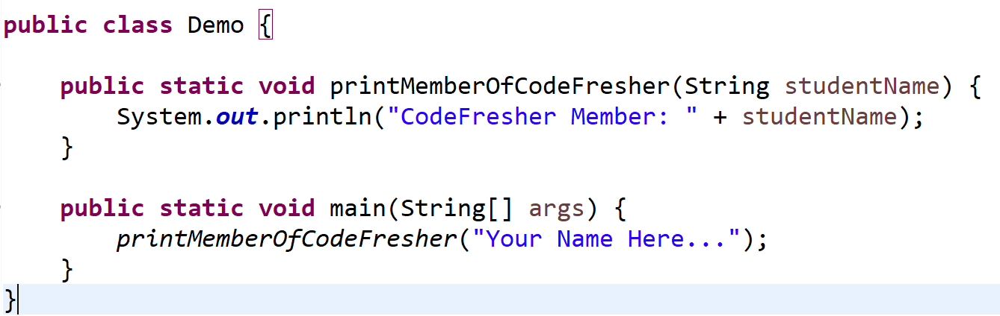 public class Demo {
public static void printMemberOfCodeFresher(String studentName) {
System.out.println("CodeFresher Member: " + studentName);
}
public static void main(String[] args) {
printMemberOfCodeFresher("Your Name Here...");
}
}